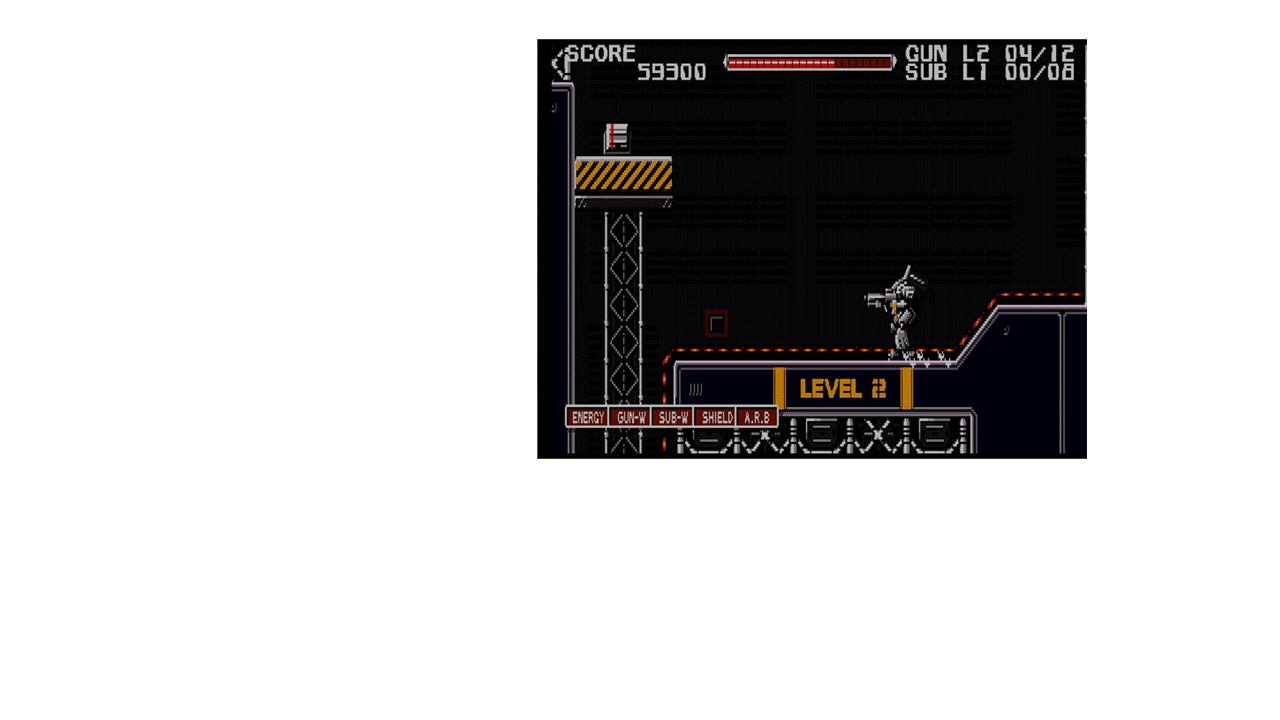 SCORE
59300
GUN L2 04/12
SUB L1 00/08
LEVEL 2
ENERGY GUN-W SUB-W SHIELD A.R.B